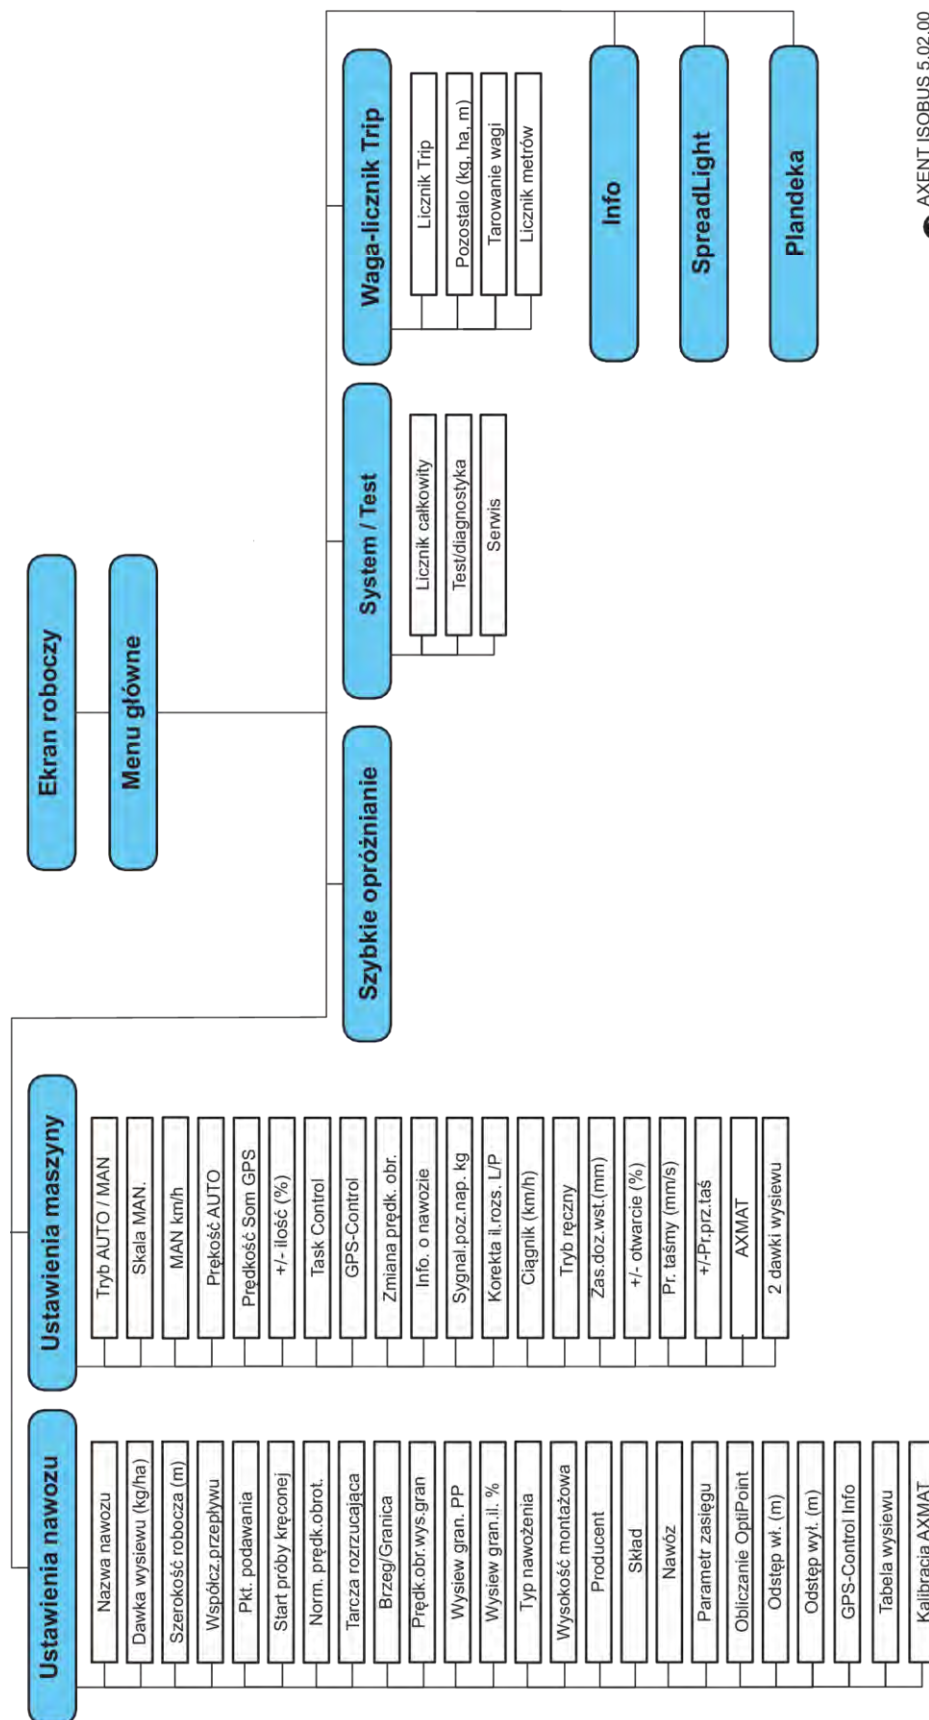 Ekran roboczy
Menu główne
Ustawienia nawozu
Nazwa nawozu
Dawka wysiewu (kg/ha)
Szerokość robocza (m)
Współcz.przepływu
Pkt. podawania
Start próby kręconej
Norm. prędk.obrot.
Tarcza rozrzucająca
Brzeg/Granica
Prędk.obr.wys.gran
Wysiew gran. PP
Wysiew gran.il. %
Typ nawożenia
Wysokość montażowa
Producent
Skład
Nawóz
Parametr zasięgu
Obliczanie OptiPoint
Odstęp wł. (m)
Odstęp wył. (m)
GPS-Control Info
Tabela wysiewu
Kalibracja AXMAT
Ustawienia maszyny
Tryb AUTO / MAN
Skala MAN.
MAN km/h
Prękość AUTO
Prędkość Som GPS
+/- ilość (%)
Task Control
GPS-Control
Zmiana prędk. obr.
Info. o nawozie
Sygnal.poz.nap. kg
Korekta il.rozs. L/P
Ciągnik (km/h)
Tryb ręczny
Zas.doz.wst.(mm)
+/- otwarcie (%)
Pr. taśmy (mm/s)
+/-Pr.prz.taś
AXMAT
2 dawki wysiewu
Szybkie opróżnianie
System / Test
Licznik całkowity
Test/diagnostyka
Serwis
Waga-licznik Trip
Licznik Trip
Pozostalo (kg, ha, m)
Tarowanie wagi
Licznik metrów
Info
SpreadLight
Plandeka
AXENT ISOBUS 5.02.00